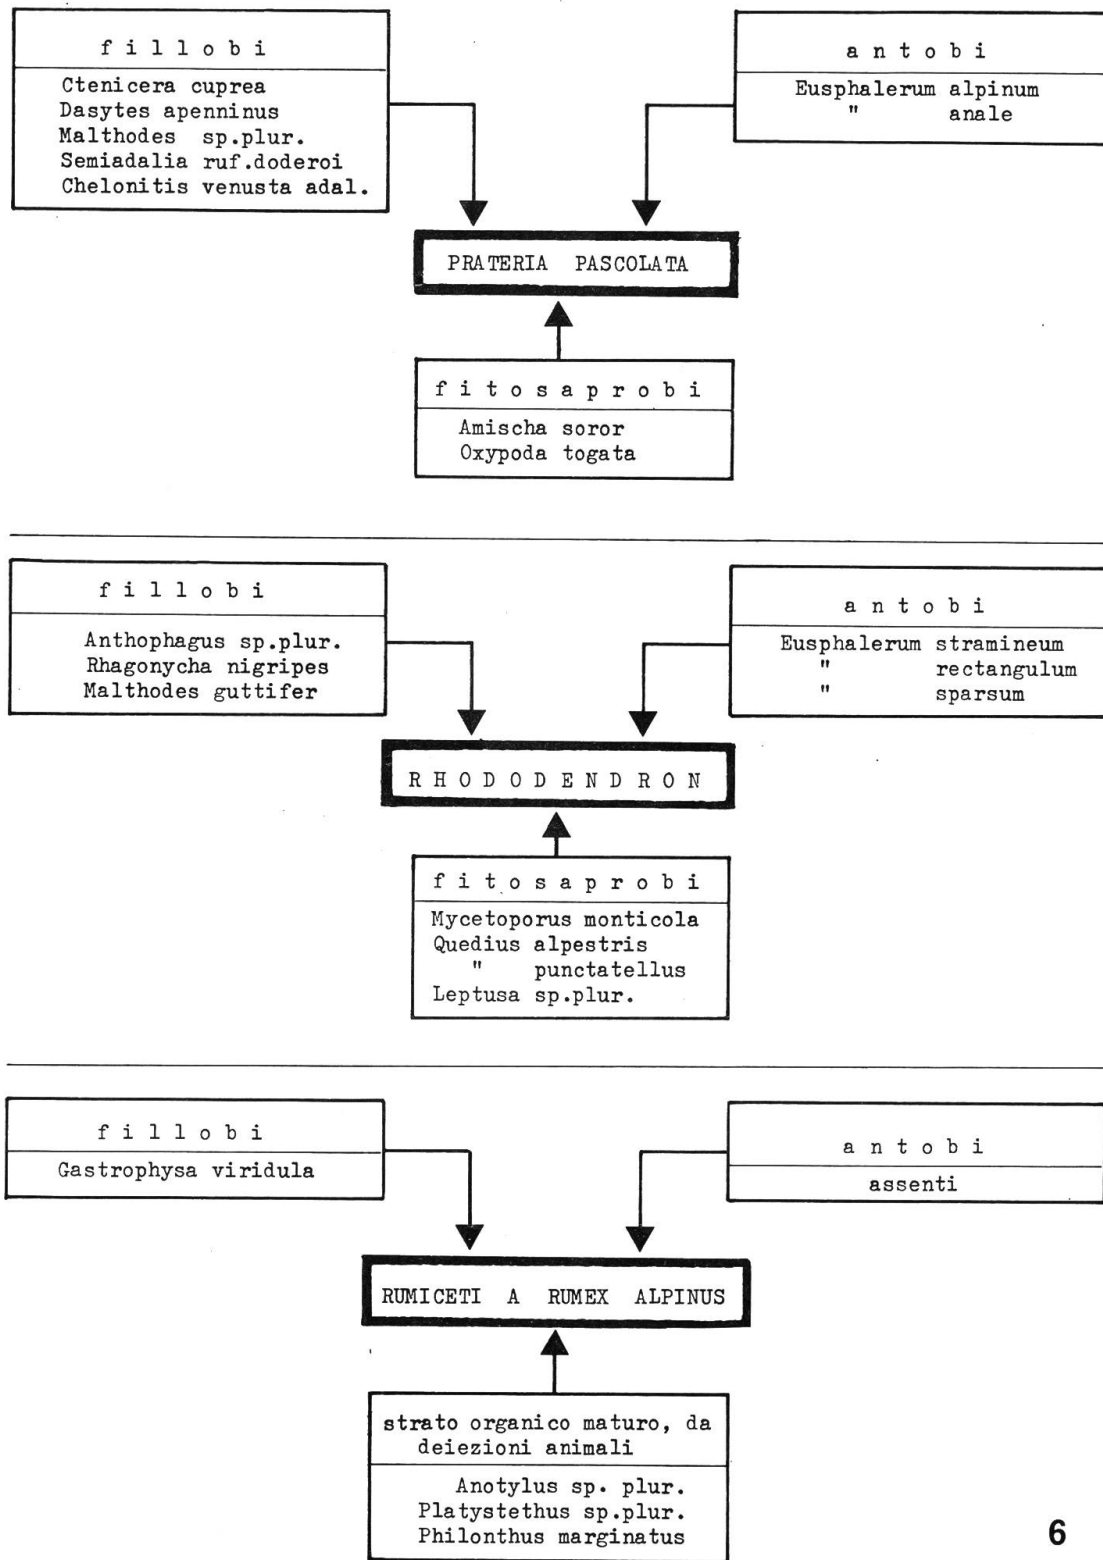 f i l l o b i
Ctenicera cuprea
Dasytes apenninus
Malthodes sp.plur.
Semiadalia ruf.doderoi
Chelonitis venusta adal.
a n t o b i
Eusphalerum alpinum
" anale
PRATERIA PASCOLATA
f i t o s a p r o b i
Amischa soror
Oxypoda togata
f i l l o b i
Anthophagus sp.plur.
Rhagonycha nigripes
Malthodes guttifer
a n t o b i
Eusphalerum stramineum
" rectangulum
" sparsum
R H O D O D E N D R O N
f i t o s a p r o b i
Mycetoporus monticola
Quedius alpestris
" punctatellus
Leptusa sp.plur.
f i l l o b i
Gastrophysa viridula
a n t o b i
assenti
RUMICETI A RUMEX ALPINUS
strato organico maturo, da
deiezioni animali
Anotylus sp. plur.
Platystethus sp.plur.
Philonthus marginatus
6